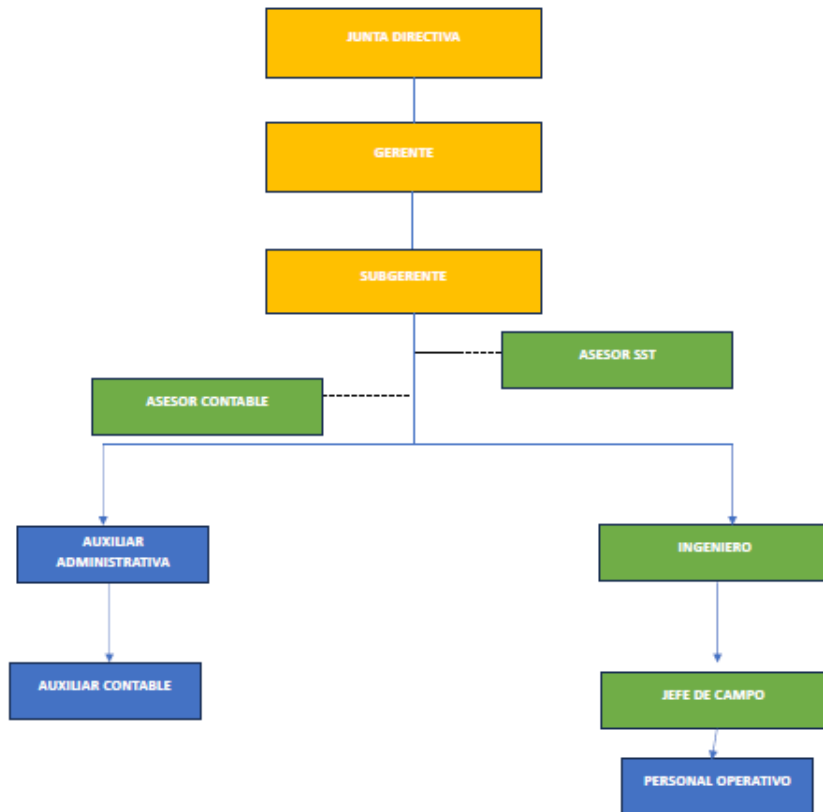 JUNTA DIRECTIVA
GERENTE
SUBGERENTE
ASESOR SST
ASESOR CONTABLE
AUXILIAR
ADMINISTRATIVA
INGENIERO
AUXILIAR CONTABLE
JEFE DE CAMPO
PERSONAL OPERATIVO